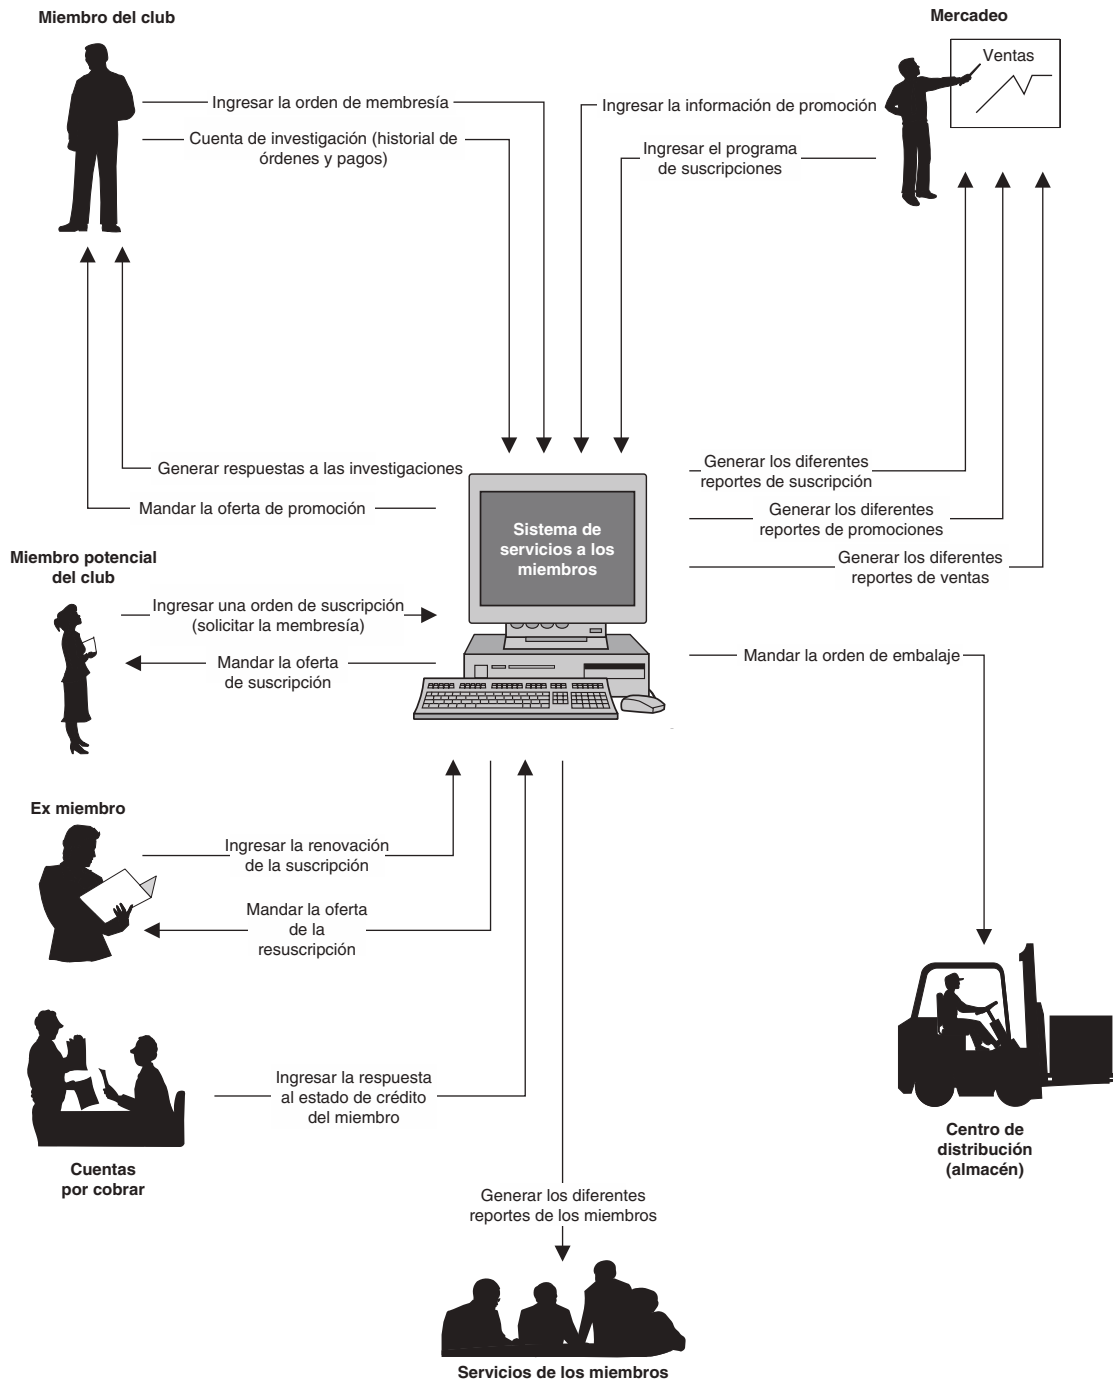 Miembro del club
Mercadeo
Ventas
Ingresar la orden de membresía
Cuenta de investigación (historial de
órdenes y pagos)
Ingresar la información de promoción
Ingresar el programa
de suscripciones
Generar respuestas a las investigaciones
Mandar la oferta de promoción
Generar los diferentes
reportes de suscripción
Generar los diferentes
reportes de promociones
Generar los diferentes
reportes de ventas
Sistema de
servicios a los
miembros
Miembro potencial
del club
Ingresar una orden de suscripción
(solicitar la membresía)
Mandar la oferta
de suscripción
Mandar la orden de embalaje
Ex miembro
Ingresar la renovación
de la suscripción
Mandar la oferta
de la
resuscripción
Ingresar la respuesta
al estado de crédito
del miembro
Cuentas
por cobrar
Centro de
distribución
(almacén)
Generar los diferentes
reportes de los miembros
Servicios de los miembros